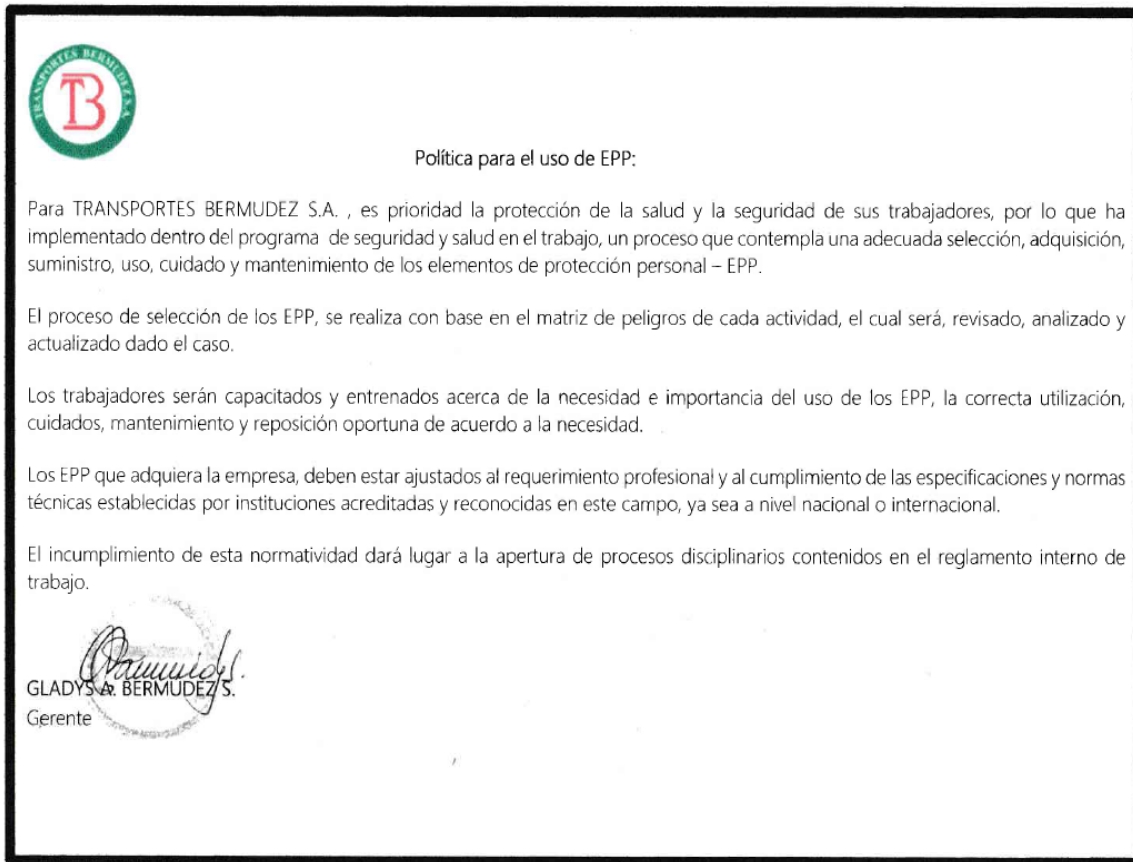 TRANSPORTES BERMUDEZ S.A.
TB
Política para el uso de EPP:
Para TRANSPORTES BERMUDEZ S.A. , es prioridad la protección de la salud y la seguridad de sus trabajadores, por lo que ha
implementado dentro del programa de seguridad y salud en el trabajo, un proceso que contempla una adecuada selección, adquisición,
suministro, uso, cuidado y mantenimiento de los elementos de protección personal – EPP.
El proceso de selección de los EPP, se realiza con base en el matriz de peligros de cada actividad, el cual será, revisado, analizado y
actualizado dado el caso.
Los trabajadores serán capacitados y entrenados acerca de la necesidad e importancia del uso de los EPP, la correcta utilización,
cuidados, mantenimiento y reposición oportuna de acuerdo a la necesidad.
Los EPP que adquiera la empresa, deben estar ajustados al requerimiento profesional y al cumplimiento de las especificaciones y normas
técnicas establecidas por instituciones acreditadas y reconocidas en este campo, ya sea a nivel nacional o internacional.
El incumplimiento de esta normatividad dará lugar a la apertura de procesos disciplinarios contenidos en el reglamento interno de
trabajo.
GLADYS A. BERMUDEZ S.
Gerente